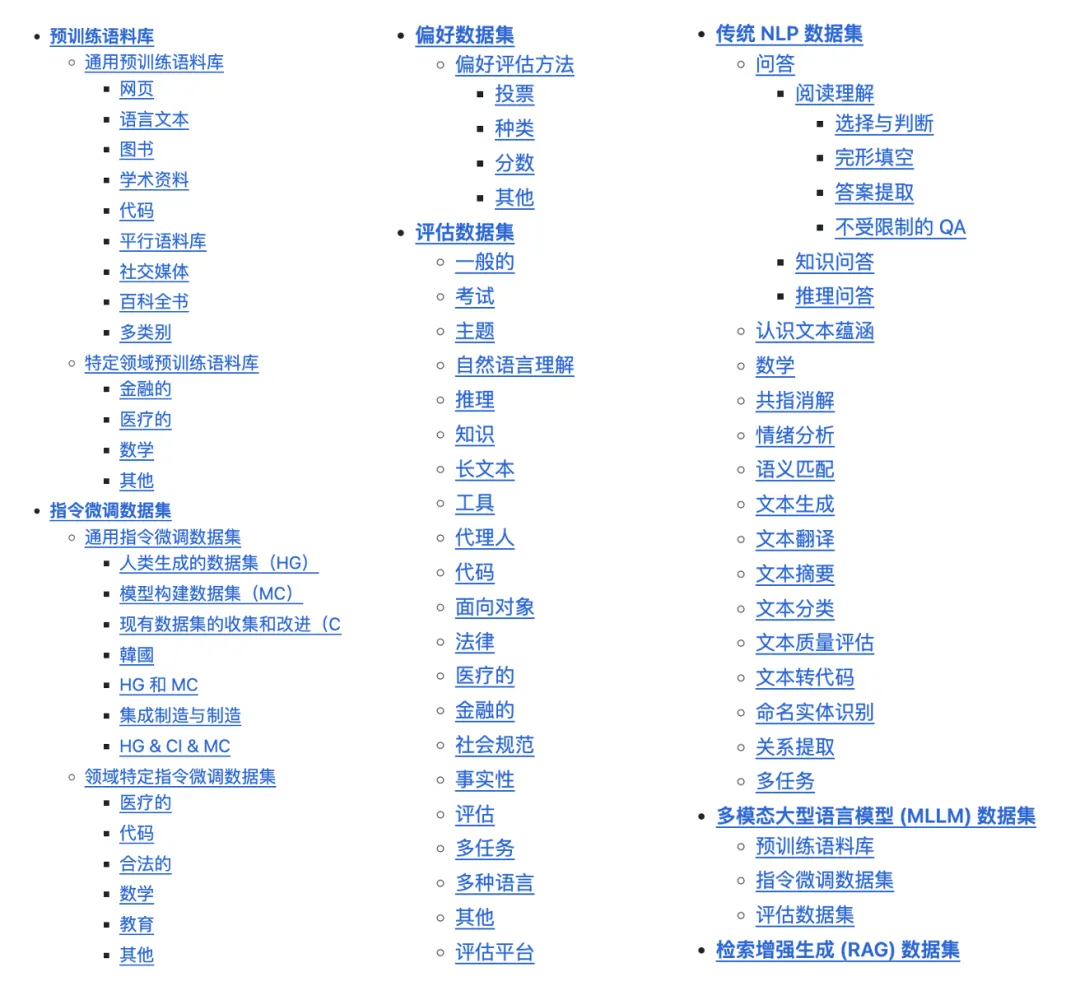 预训练语料库
通用预训练语料库
网页
语言文本
图书
学术资料
代码
平行语料库
社交媒体
百科全书
多类别
特定领域预训练语料库
金融的
医疗的
数学
其他
指令微调数据集
通用指令微调数据集
人类生成的数据集（HG）
模型构建数据集（MC）
现有数据集的收集和改进（C
韓國
HG 和 MC
集成制造与制造
HG & CI & MC
领域特定指令微调数据集
医疗的
代码
合法的
数学
教育
其他
偏好数据集
偏好评估方法
投票
种类
分数
其他
评估数据集
一般的
考试
主题
自然语言理解
推理
知识
长文本
工具
代理人
代码
面向对象
法律
医疗的
金融的
社会规范
事实性
评估
多任务
多种语言
其他
评估平台
传统 NLP 数据集
问答
阅读理解
选择与判断
完形填空
答案提取
不受限制的 QA
知识问答
推理问答
认识文本蕴涵
数学
共指消解
情绪分析
语义匹配
文本生成
文本翻译
文本摘要
文本分类
文本质量评估
文本转代码
命名实体识别
关系提取
多任务
多模态大型语言模型 (MLLM) 数据集
预训练语料库
指令微调数据集
评估数据集
检索增强生成 (RAG) 数据集